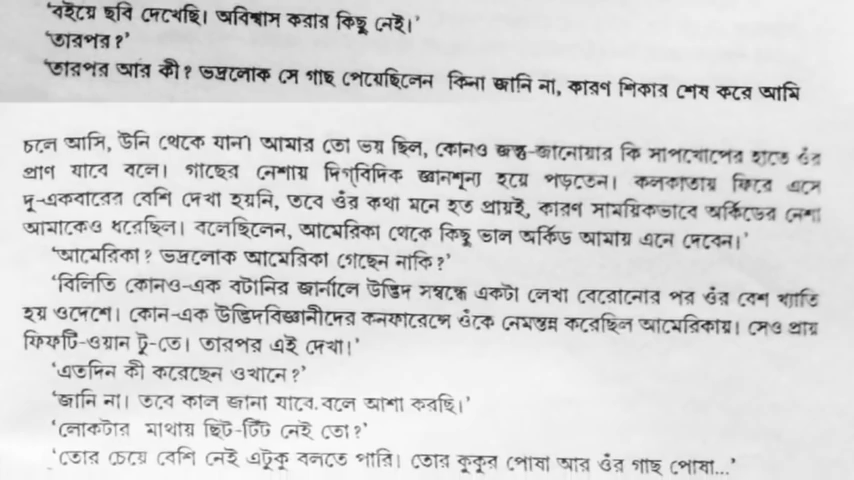 'বইয়ে ছবি দেখেছি। অবিশ্বাস করার কিছু নেই।'
'তারপর?'
'তারপর আর কী? ভদ্রলোক সে গাছ পেয়েছিলেন কিনা জানি না, কারণ শিকার শেষ করে আমি
চলে আসি, উনি থেকে যান। আমার তো ভয় ছিল, কোনও জন্তু-জানোয়ার কি সাপখোপের হাতে ওঁর
প্রাণ যাবে বলে। গাছের নেশায় দিগ্‌বিদিক জ্ঞানশূন্য হয়ে পড়তেন। কলকাতায় ফিরে এসে
দু-একবারের বেশি দেখা হয়নি, তবে ওঁর কথা মনে হত প্রায়ই, কারণ সাময়িকভাবে অর্কিডের নেশা
আমাকেও ধরেছিল। বলেছিলেন, আমেরিকা থেকে কিছু ভাল অর্কিড আমায় এনে দেবেন।'
'আমেরিকা? ভদ্রলোক আমেরিকা গেছেন নাকি?'
'বিলিতি কোনও-এক বটানির জার্নালে উদ্ভিদ সম্বন্ধে একটা লেখা বেরোনোর পর ওঁর বেশ খ্যাতি
হয় ওদেশে। কোন-এক উদ্ভিদবিজ্ঞানীদের কনফারেন্সে ওঁকে নেমন্তন্ন করেছিল আমেরিকায়। সেও প্রায়
ফিফটি-ওয়ান টু-তে। তারপর এই দেখা।'
'এতদিন কী করেছেন ওখানে?'
'জানি না। তবে কাল জানা যাবে বলে আশা করছি।'
'লোকটার মাথায় ছিট-টিট নেই তো?'
'তোর চেয়ে বেশি নেই এটুকু বলতে পারি। তোর কুকুর পোষা আর ওঁর গাছ পোষা...'